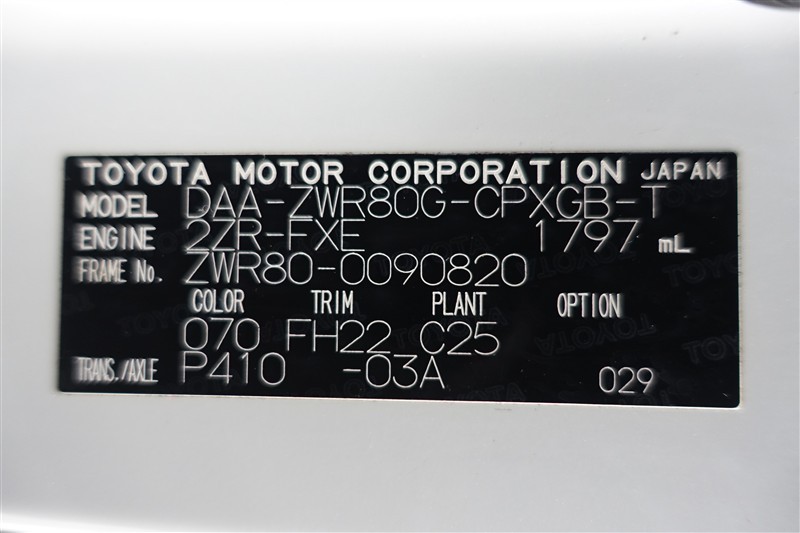 TOYOTA MOTOR CORPORATION JAPAN
MODEL DAA-ZWR80G-CPXGB-T
ENGINE 2ZR-FXE 1797 mL
FRAME No. ZWR80-0090820
COLOR TRIM PLANT OPTION
070 FH22 C25
TRANS./AXLE P410 -03A 029